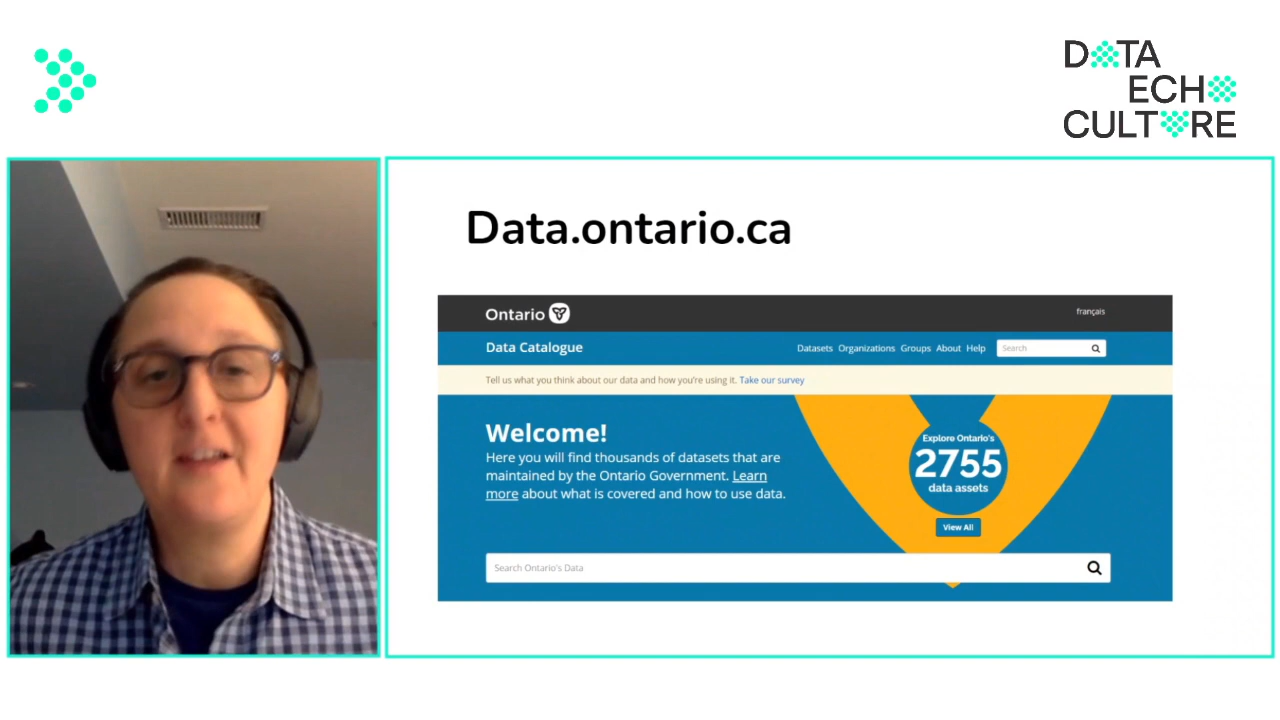 DATA
ECHO
CULTURE
Data.ontario.ca
Ontario
français
Data Catalogue
Datasets Organizations Groups About Help Search
Tell us what you think about our data and how you're using it. Take our survey
Welcome!
Here you will find thousands of datasets that are
maintained by the Ontario Government. Learn
more about what is covered and how to use data.
Explore Ontario's
2755
data assets
View All
Search Ontario's Data